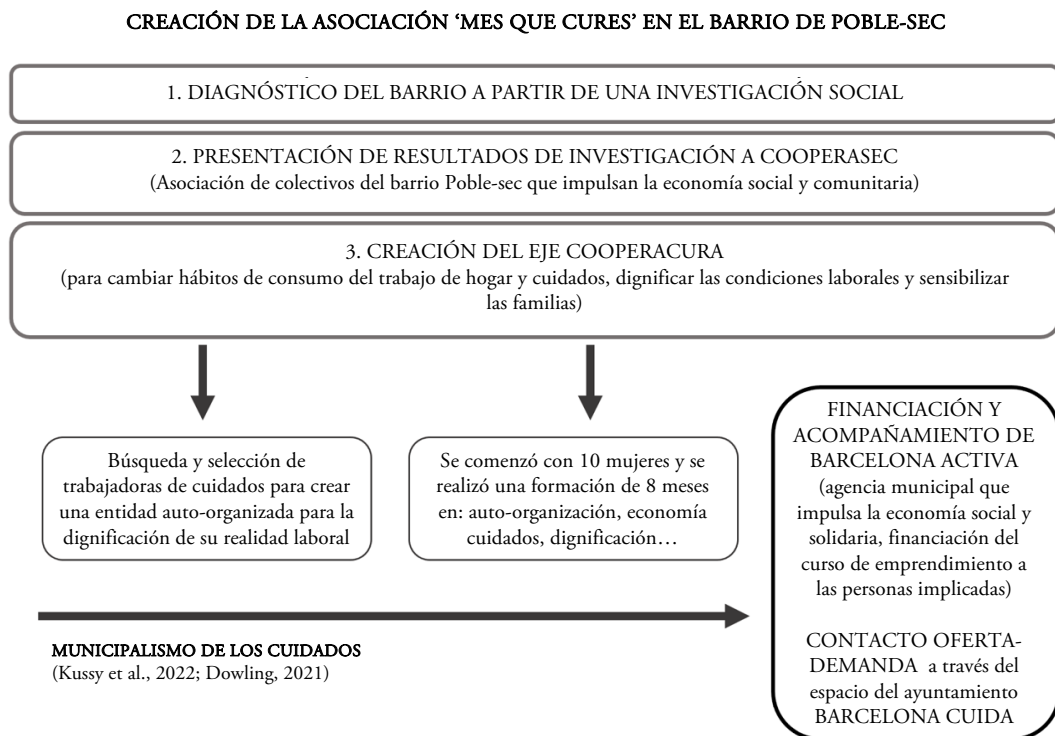 CREACIÓN DE LA ASOCIACIÓN ‘MES QUE CURES’ EN EL BARRIO DE POBLE-SEC
1. DIAGNÓSTICO DEL BARRIO A PARTIR DE UNA INVESTIGACIÓN SOCIAL
2. PRESENTACIÓN DE RESULTADOS DE INVESTIGACIÓN A COOPERASEC
(Asociación de colectivos del barrio Poble-sec que impulsan la economía social y comunitaria)
3. CREACIÓN DEL EJE COOPERACURA
(para cambiar hábitos de consumo del trabajo de hogar y cuidados, dignificar las condiciones laborales y sensibilizar
las familias)
Búsqueda y selección de
trabajadoras de cuidados para crear
una entidad auto-organizada para la
dignificación de su realidad laboral
Se comenzó con 10 mujeres y se
realizó una formación de 8 meses
en: auto-organización, economía
cuidados, dignificación…
FINANCIACIÓN Y
ACOMPAÑAMIENTO DE
BARCELONA ACTIVA
(agencia municipal que
impulsa la economía social y
solidaria, financiación del
curso de emprendimiento a
las personas implicadas)
CONTACTO OFERTA-
DEMANDA a través del
espacio del ayuntamiento
BARCELONA CUIDA
MUNICIPALISMO DE LOS CUIDADOS
(Kussy et al., 2022; Dowling, 2021)